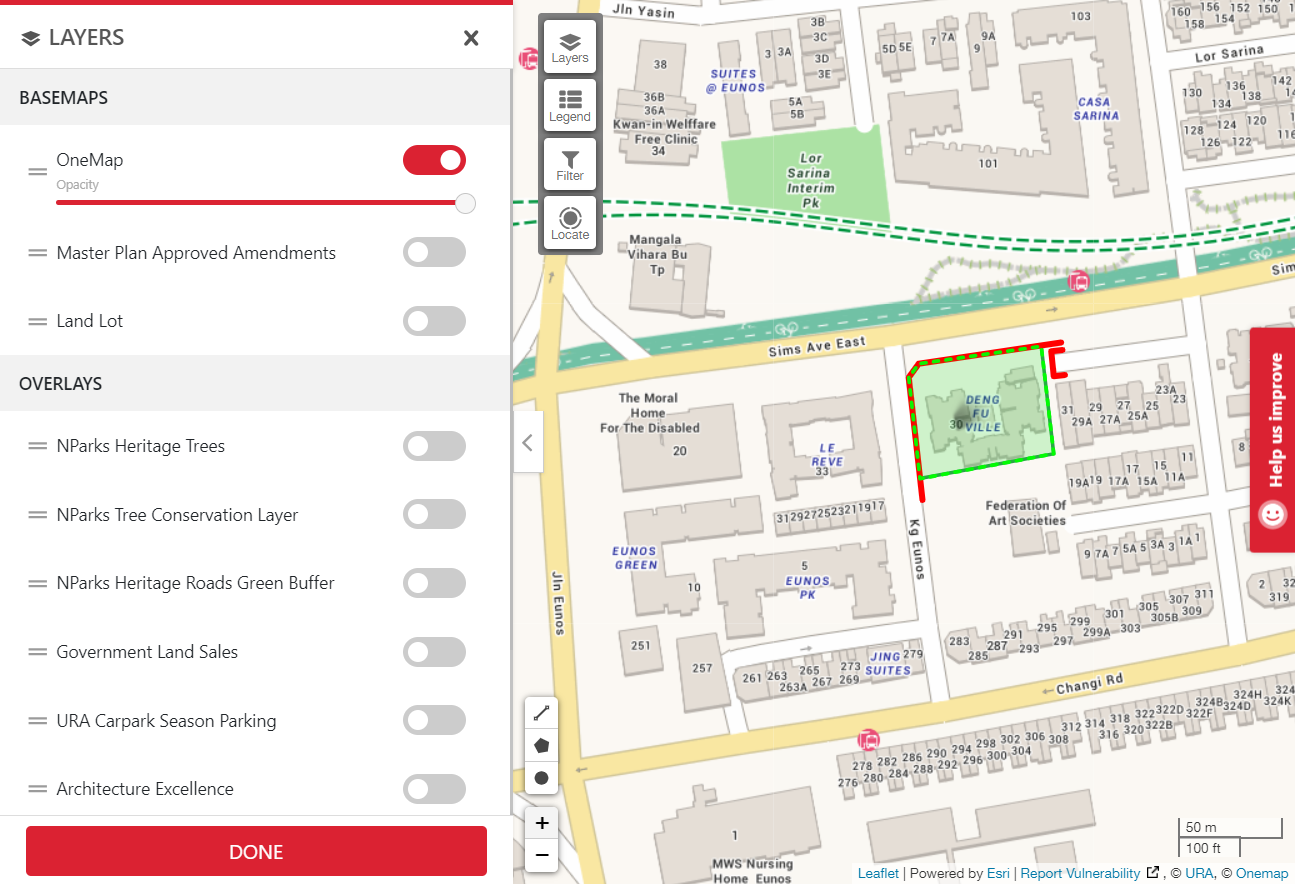 LAYERS
BASEMAPS
OneMap
Opacity
Master Plan Approved Amendments
Land Lot
OVERLAYS
NParks Heritage Trees
NParks Tree Conservation Layer
NParks Heritage Roads Green Buffer
Government Land Sales
URA Carpark Season Parking
Architecture Excellence
DONE
Layers
Legend
Filter
Locate
Jln Yasin
38
36B
36A
Kwan-in Welffare
Free Clinic
34
SUITES
@ EUNOS
3
3A
3B
3C
3D
3E
5A
5B
5D
5E
7
7A
9
9A
103
CASA
SARINA
101
160
156
152
150
158
154
Lor Sarina
130
136
142
134
138
128
124
120
126
122
116
Lor
Sarina
Interim
Pk
Mangala
Vihara Bu
Tp
Sims Ave East
Sim
The Moral
Home
For The Disabled
20
LE
REVE
33
DENG
FU
VILLE
30
31
29
27
25
23A
23
29A
27A
25A
19A
19
17
17A
15
15A
11
11A
8
Federation Of
Art Societies
9
7A
7
5A
5
3A
3
1A
1
31
29
27
25
23
21
19
17
EUNOS
GREEN
10
5
EUNOS
PK
Kg Eunos
Jln Eunos
251
257
261
263
263A
265
267
273
269
279
JING
SUITES
283
285
291
287
295
293
299
297
299A
301
303
305
305B
307
309
311
2
32
319
Changi Rd
276
278
280
282
284
286
288
290
292
294
296
298
300
302
304
306
308
312
314
316
318
320
322
322B
322D
322F
324B
324D
324H
324K
324
1
MWS Nursing
Home Eunos
Help us improve
+
−
50 m
100 ft
Leaflet | Powered by Esri | Report Vulnerability , © URA, © Onemap